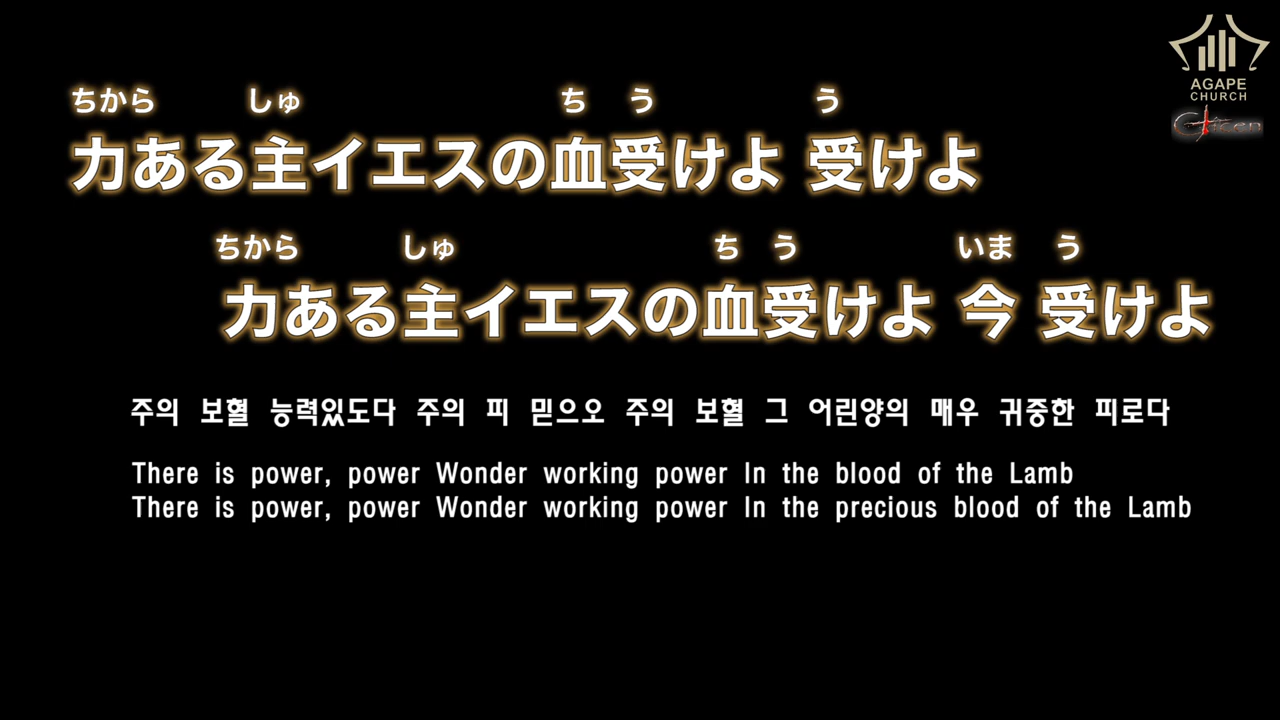 AGAPE
CHURCH
ちから しゅ ち う う
力ある主イエスの血受けよ 受けよ
ちから しゅ ち う いま う
力ある主イエスの血受けよ 今 受けよ
주의 보혈 능력있도다 주의 피 믿으오 주의 보혈 그 어린양의 매우 귀중한 피로다
There is power, power Wonder working power In the blood of the Lamb
There is power, power Wonder working power In the precious blood of the Lamb